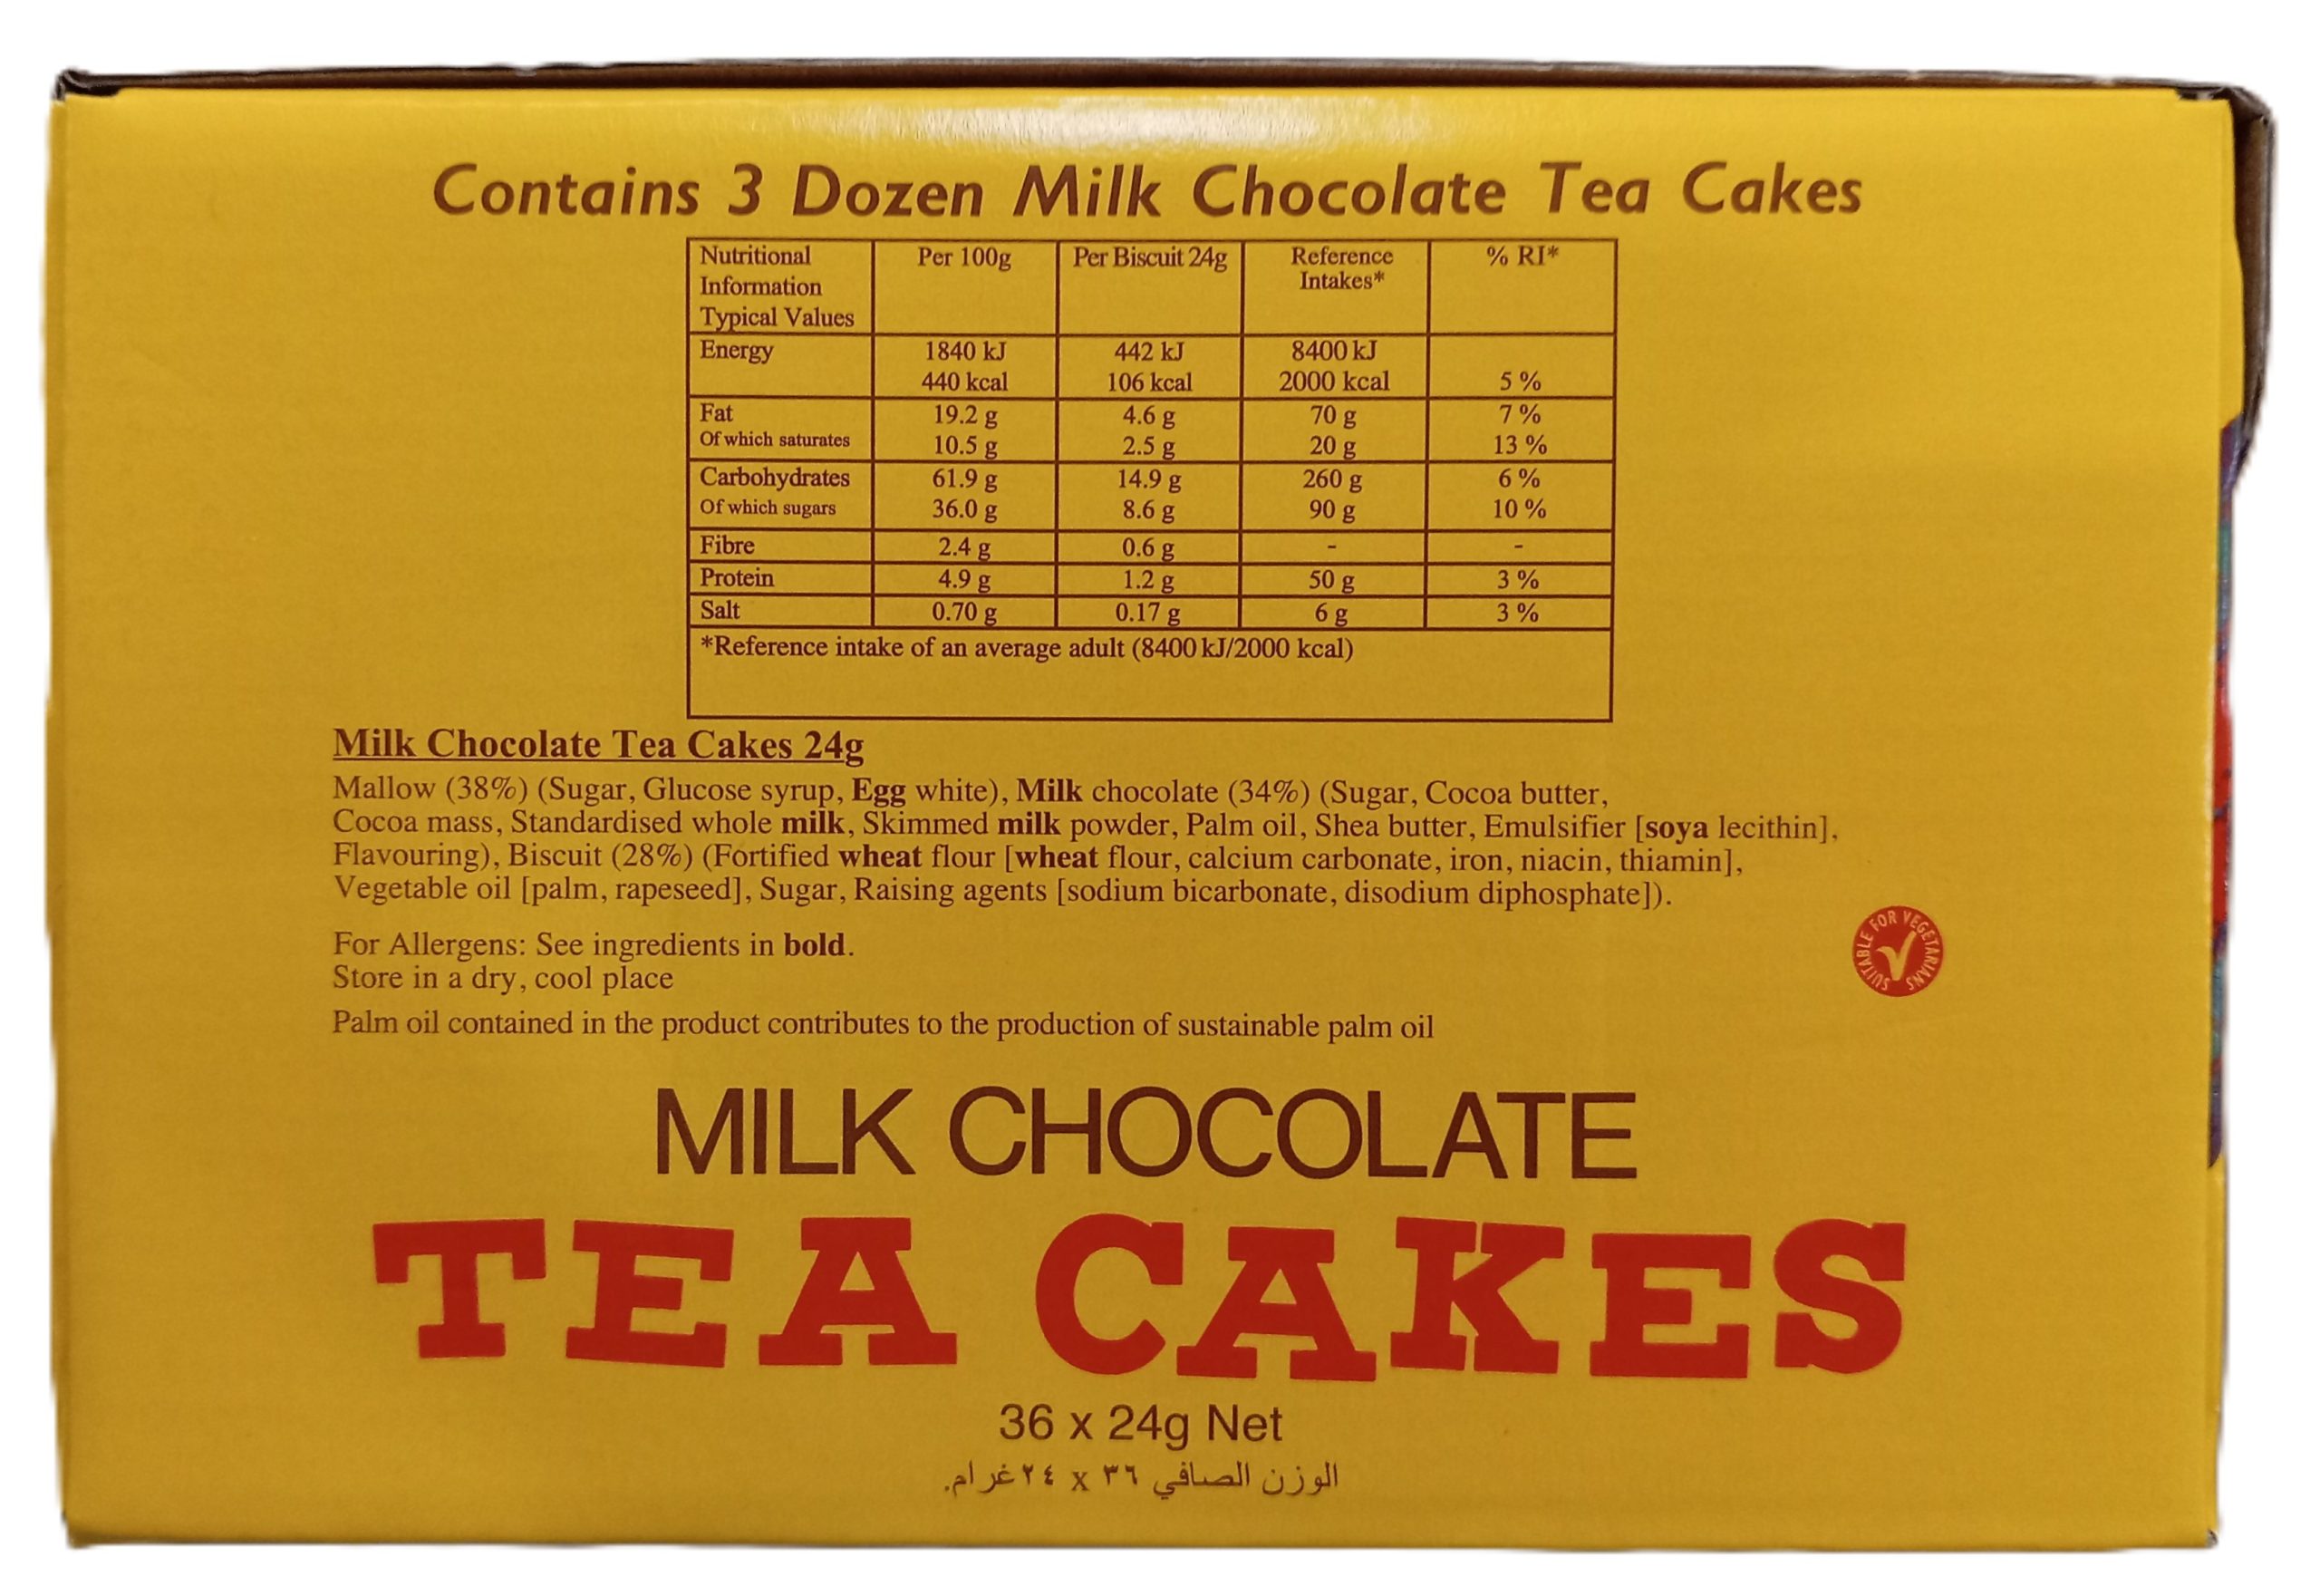 Contains 3 Dozen Milk Chocolate Tea Cakes
Nutritional Information Typical Values Per 100g Per Biscuit 24g Reference Intakes* % RI*
Energy 1840 kJ 442 kJ 8400 kJ
440 kcal 106 kcal 2000 kcal 5 %
Fat 19.2 g 4.6 g 70 g 7 %
Of which saturates 10.5 g 2.5 g 20 g 13 %
Carbohydrates 61.9 g 14.9 g 260 g 6 %
Of which sugars 36.0 g 8.6 g 90 g 10 %
Fibre 2.4 g 0.6 g - -
Protein 4.9 g 1.2 g 50 g 3 %
Salt 0.70 g 0.17 g 6 g 3 %
*Reference intake of an average adult (8400 kJ/2000 kcal)
Milk Chocolate Tea Cakes 24g
Mallow (38%) (Sugar, Glucose syrup, Egg white), Milk chocolate (34%) (Sugar, Cocoa butter,
Cocoa mass, Standardised whole milk, Skimmed milk powder, Palm oil, Shea butter, Emulsifier [soya lecithin],
Flavouring), Biscuit (28%) (Fortified wheat flour [wheat flour, calcium carbonate, iron, niacin, thiamin],
Vegetable oil [palm, rapeseed], Sugar, Raising agents [sodium bicarbonate, disodium diphosphate]).
For Allergens: See ingredients in bold.
Store in a dry, cool place
SUITABLE FOR VEGETARIANS
Palm oil contained in the product contributes to the production of sustainable palm oil
MILK CHOCOLATE
TEA CAKES
36 x 24g Net
الوزن الصافي ٣٦ x ٢٤ غرام.